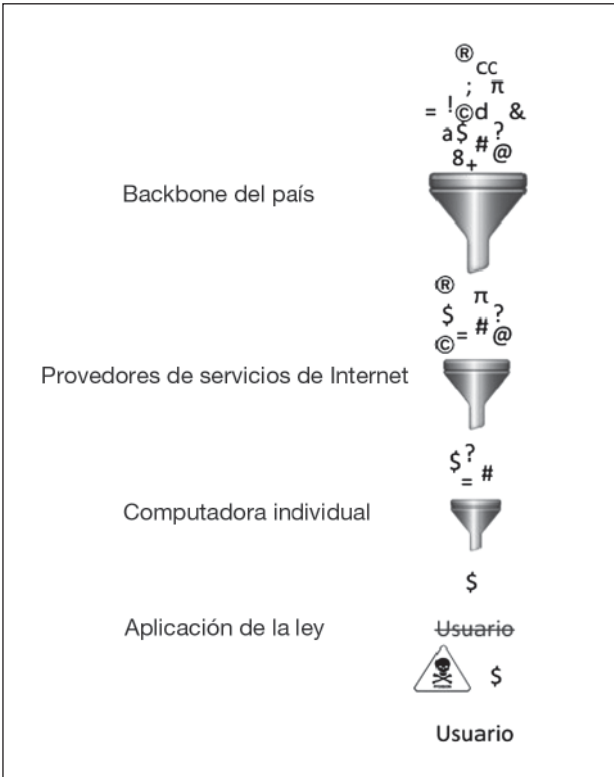 ® cc
; π
= ! © d &
a $ # ?
8 + @
Backbone del país
® π
$ ?
© = # @
Provedores de servicios de Internet
$ ?
= #
Computadora individual
$
Aplicación de la ley
Usuario
$
Usuario